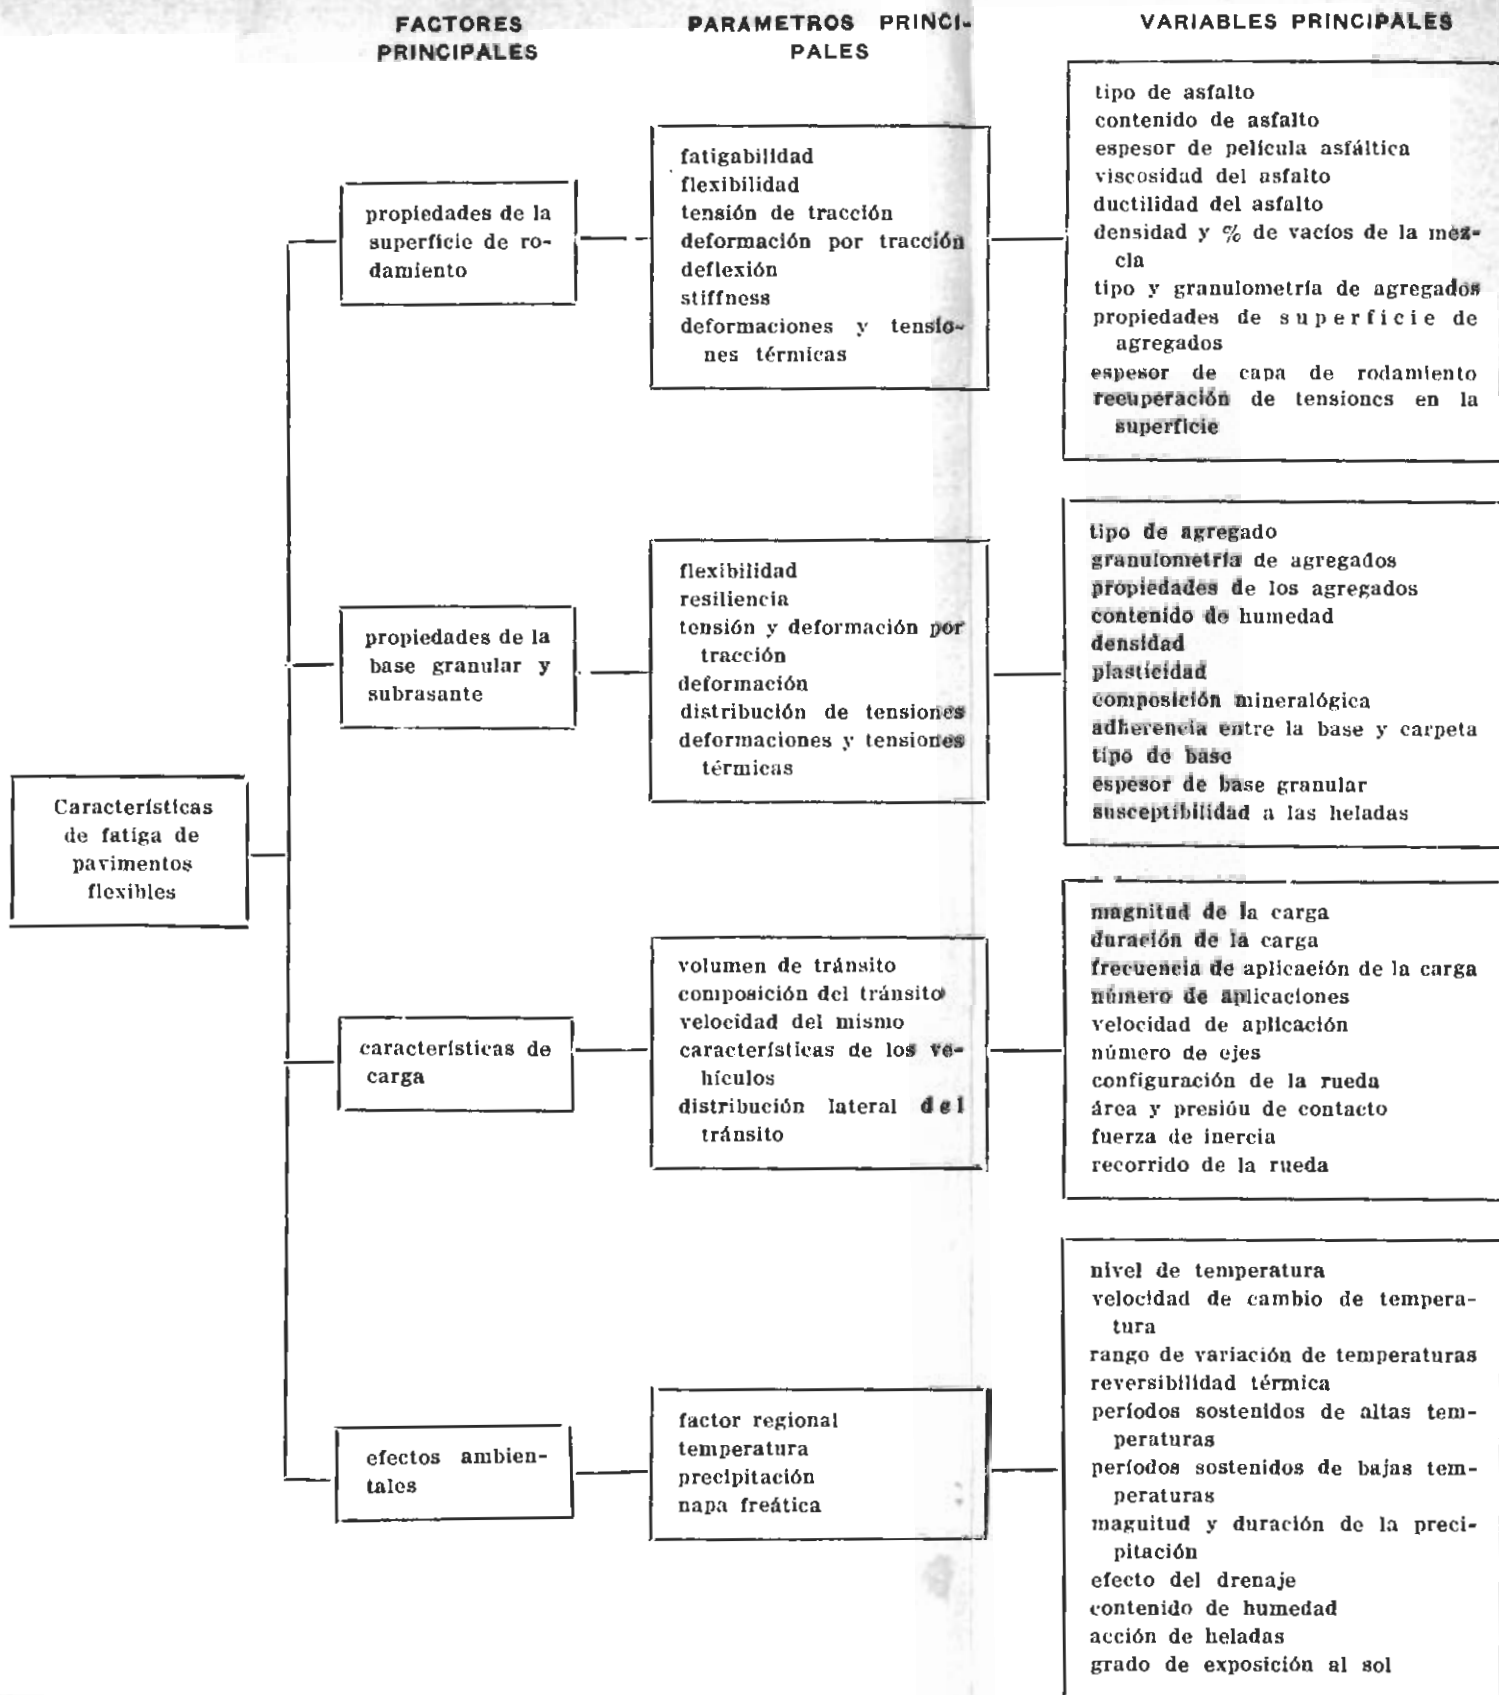 FACTORES
PRINCIPALES
PARAMETROS PRINCI-
PALES
VARIABLES PRINCIPALES
Características
de fatiga de
pavimentos
flexibles
propiedades de la
superficie de ro-
damiento
fatigabilidad
flexibilidad
tensión de tracción
deformación por tracción
deflexión
stiffness
deformaciones y tensio-
nes térmicas
tipo de asfalto
contenido de asfalto
espesor de película asfáltica
viscosidad del asfalto
ductilidad del asfalto
densidad y % de vacíos de la mez-
cla
tipo y granulometría de agregados
propiedades de superficie de
agregados
espesor de capa de rodamiento
recuperación de tensiones en la
superficie
propiedades de la
base granular y
subrasante
flexibilidad
resiliencia
tensión y deformación por
tracción
deformación
distribución de tensiones
deformaciones y tensiones
térmicas
tipo de agregado
granulometría de agregados
propiedades de los agregados
contenido de humedad
densidad
plasticidad
composición mineralógica
adherencia entre la base y carpeta
tipo de base
espesor de base granular
susceptibilidad a las heladas
características de
carga
volumen de tránsito
composición del tránsito
velocidad del mismo
características de los ve-
hículos
distribución lateral del
tránsito
magnitud de la carga
duración de la carga
frecuencia de aplicación de la carga
número de aplicaciones
velocidad de aplicación
número de ejes
configuración de la rueda
área y presión de contacto
fuerza de inercia
recorrido de la rueda
efectos ambien-
tales
factor regional
temperatura
precipitación
napa freática
nivel de temperatura
velocidad de cambio de tempera-
tura
rango de variación de temperaturas
reversibilidad térmica
períodos sostenidos de altas tem-
peraturas
períodos sostenidos de bajas tem-
peraturas
magnitud y duración de la preci-
pitación
efecto del drenaje
contenido de humedad
acción de heladas
grado de exposición al sol